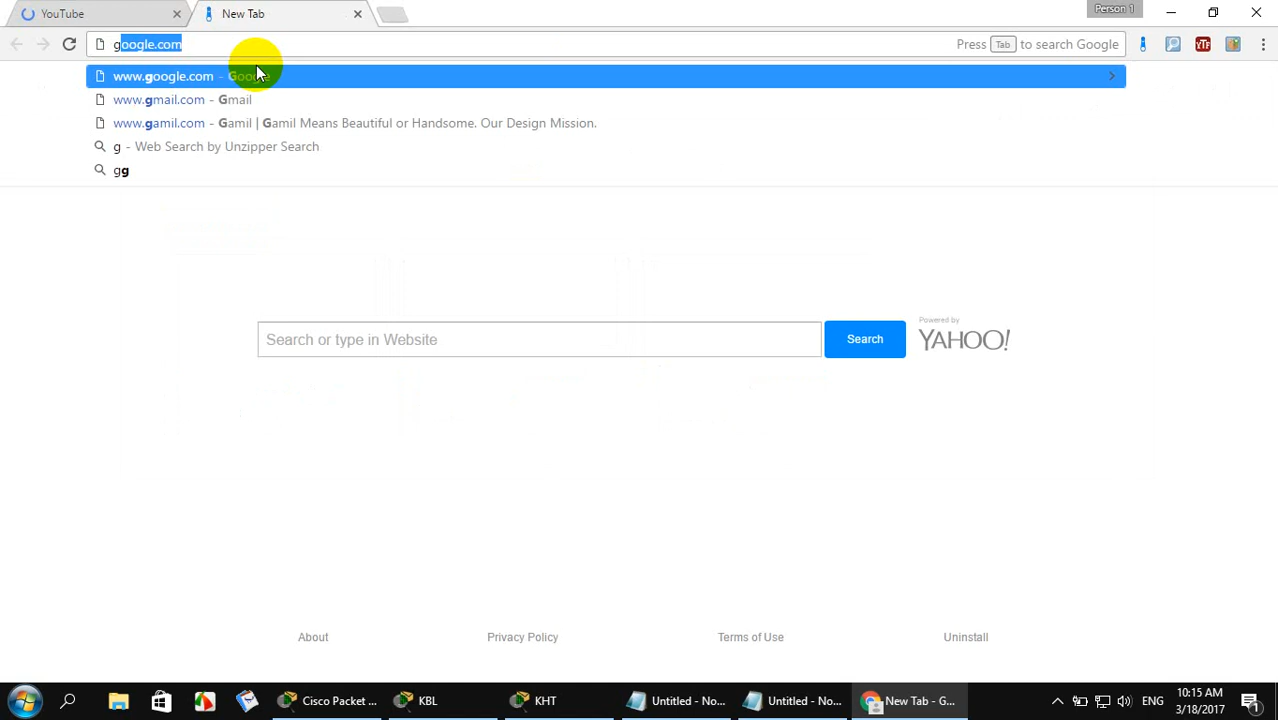 YouTube
New Tab
Person 1
google.com
Press Tab to search Google
YTF
www.google.com - Google
www.gmail.com - Gmail
www.gamil.com - Gamil | Gamil Means Beautiful or Handsome. Our Design Mission.
g - Web Search by Unzipper Search
gg
Search or type in Website
Search
Powered by
YAHOO!
About
Privacy Policy
Terms of Use
Uninstall
Cisco Packet ...
KBL
KHT
Untitled - No...
Untitled - No...
New Tab - G...
ENG
10:15 AM
3/18/2017
1